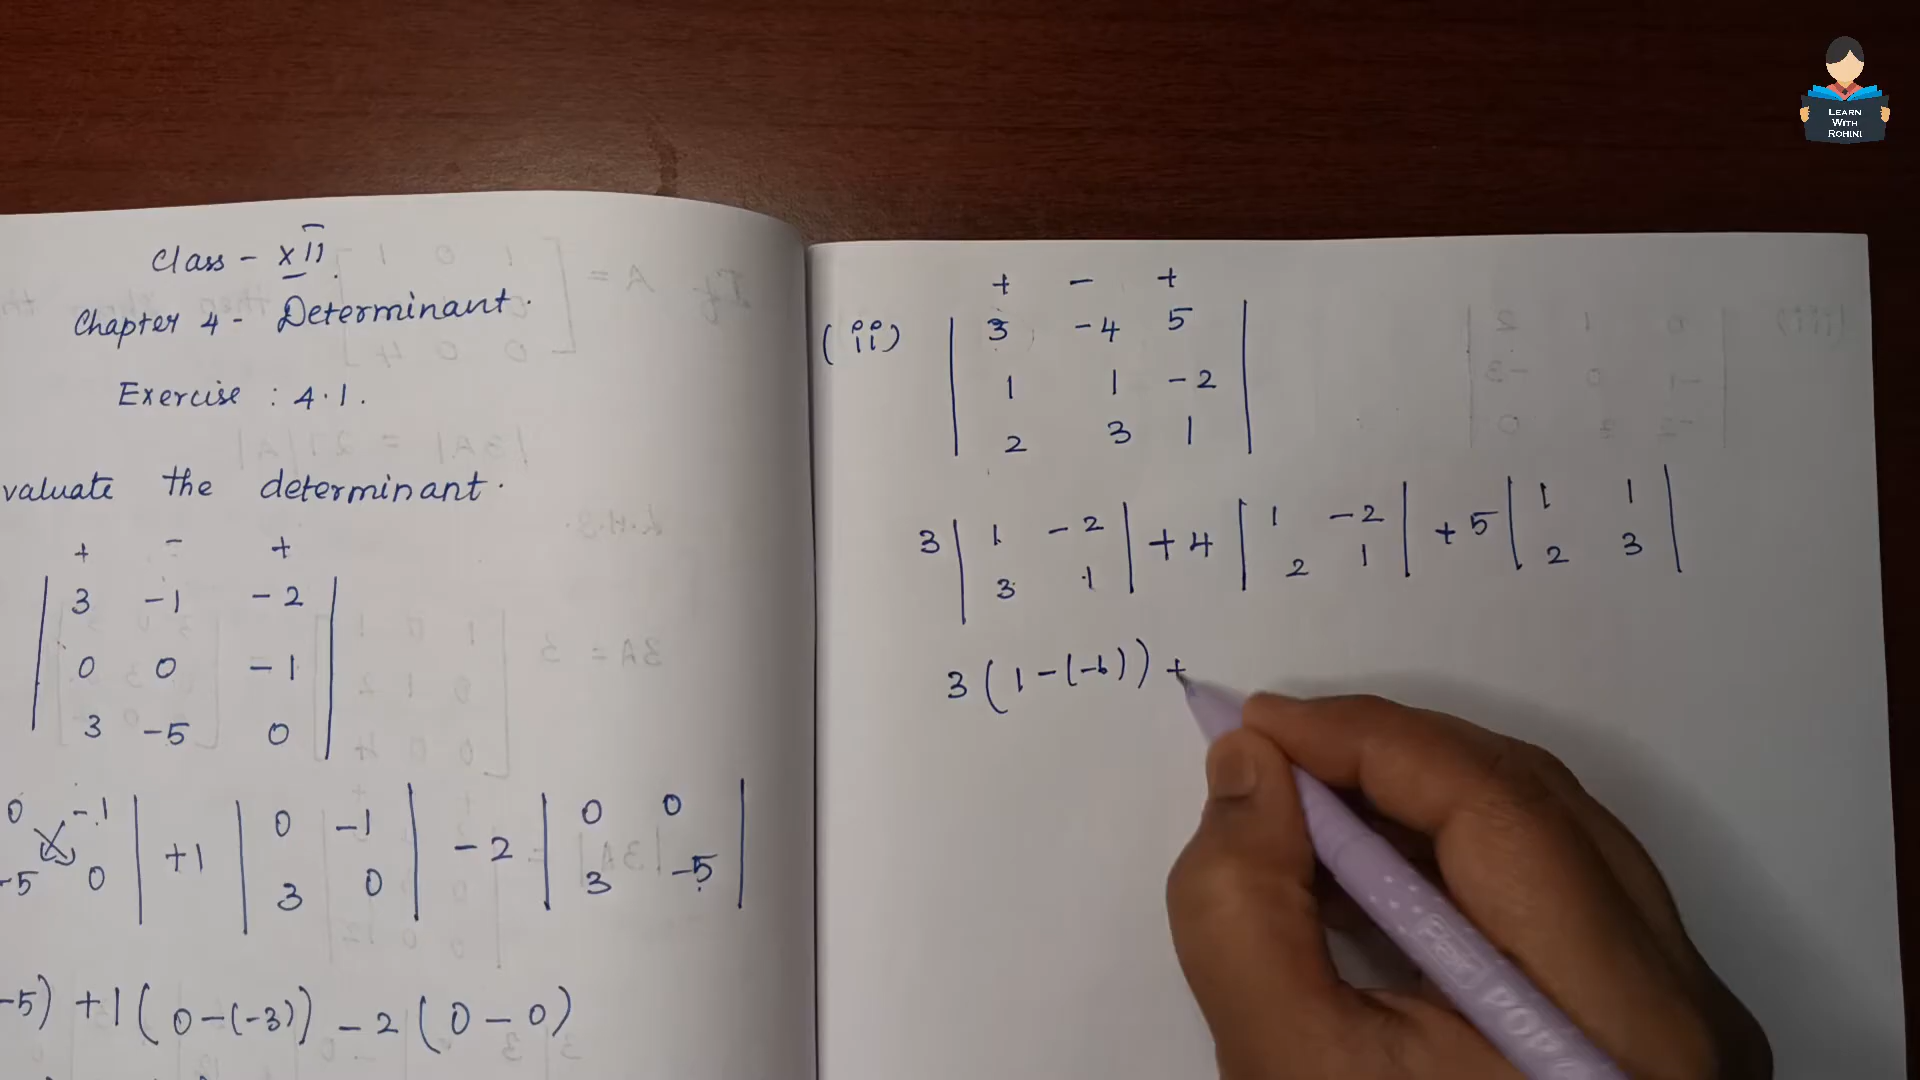 LEARN
WITH
ROHINI
Class - XII
Chapter 4 - Determinant.
Exercise : 4.1.
valuate the determinant.
+ - +
3 -1 -2
0 0 -1
3 -5 0
0 -1 | +1 | 0 -1 | -2 | 0 0
-5 0 | 3 0 | 3 -5
-5) +1 (0-(-3)) - 2 (0 - 0)
+ - +
(ii) | 3 -4 5 |
1 1 -2
2 3 1
3 | 1 -2 | + 4 | 1 -2 | + 5 | 1 1 |
3 1 | 2 1 | 2 3
3 (1-(-6)) +